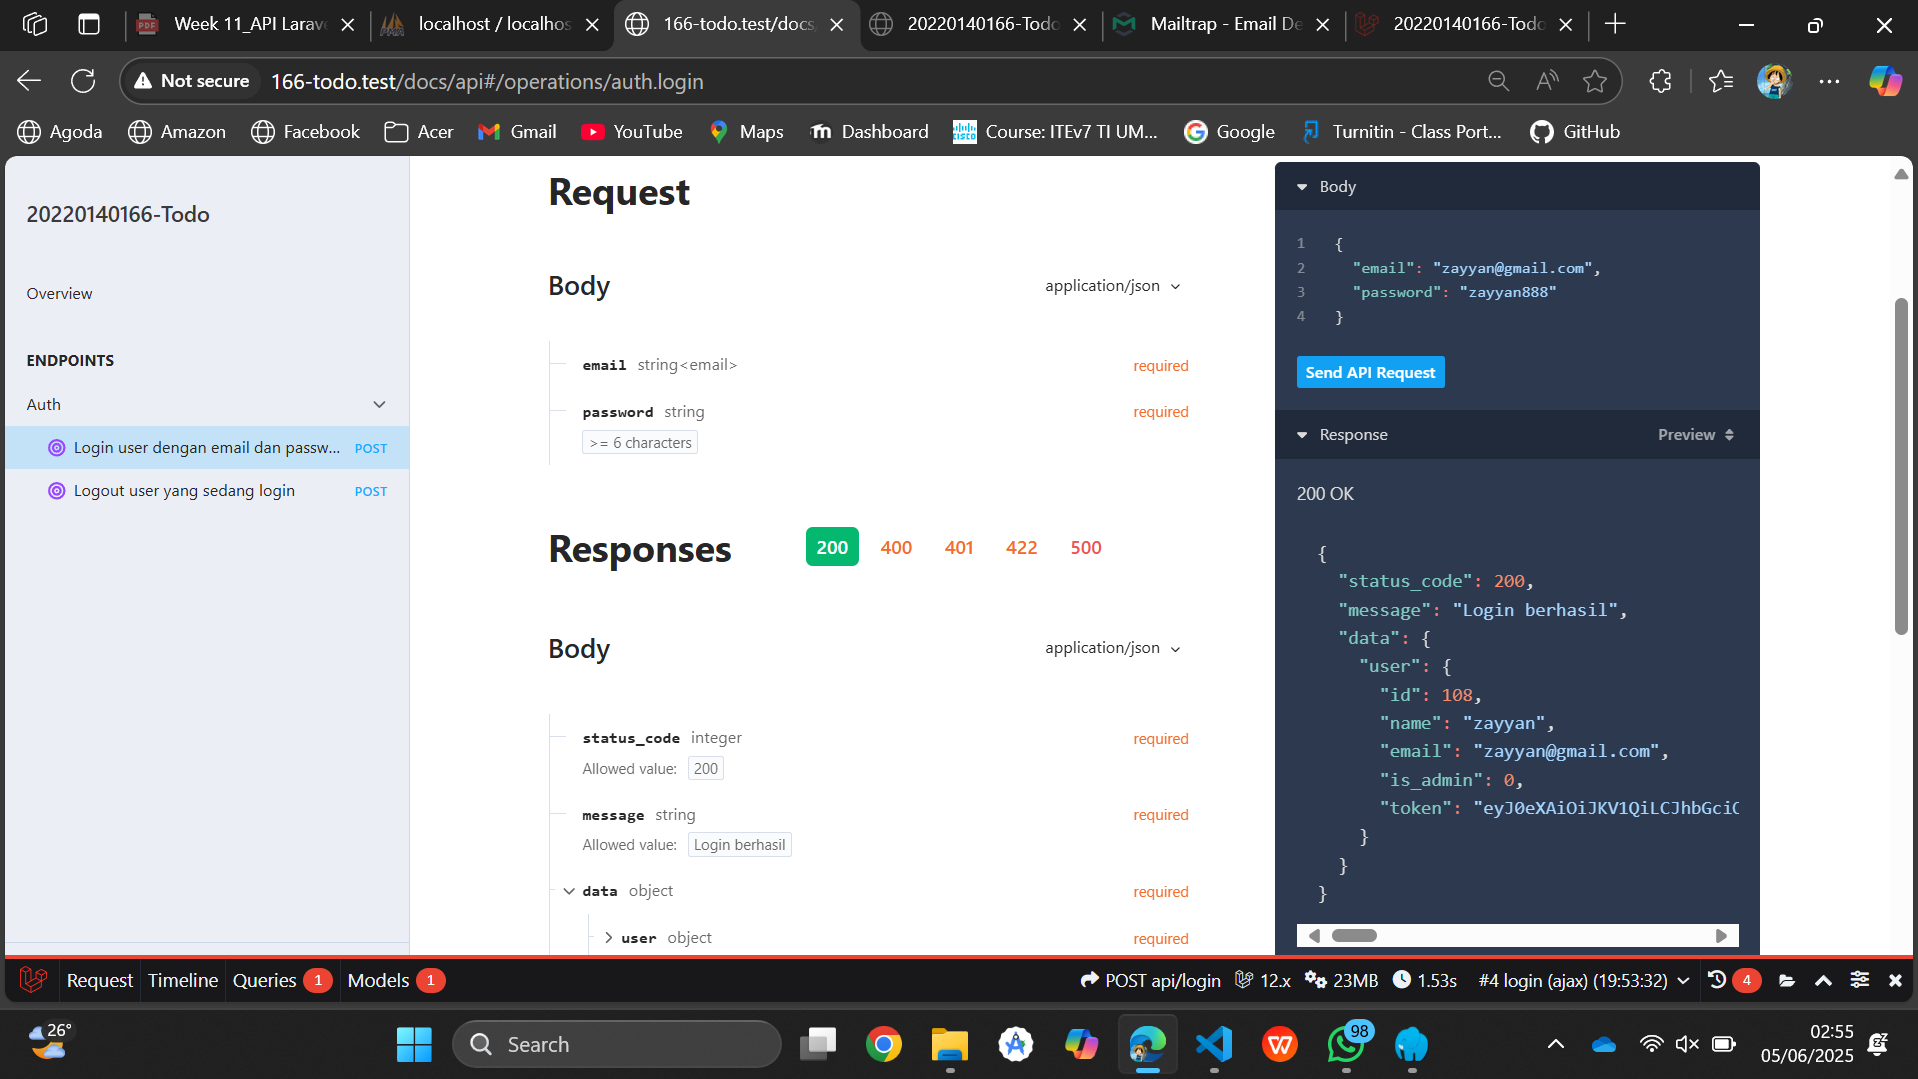 Week 11_API Larave
localhost / localhos
166-todo.test/docs/
20220140166-Todo
Mailtrap - Email De
20220140166-Todo
Not secure
166-todo.test/docs/api#/operations/auth.login
Agoda
Amazon
Facebook
Acer
Gmail
YouTube
Maps
Dashboard
Course: ITEv7 TI UM...
Google
Turnitin - Class Port...
GitHub
20220140166-Todo
Overview
ENDPOINTS
Auth
Login user dengan email dan passw... POST
Logout user yang sedang login POST
Request
Body application/json
email string<email> required
password string required
>= 6 characters
Responses 200 400 401 422 500
Body application/json
status_code integer required
Allowed value: 200
message string required
Allowed value: Login berhasil
data object required
user object required
Body
1 {
2 "email": "zayyan@gmail.com",
3 "password": "zayyan888"
4 }
Send API Request
Response Preview
200 OK
{
"status_code": 200,
"message": "Login berhasil",
"data": {
"user": {
"id": 108,
"name": "zayyan",
"email": "zayyan@gmail.com",
"is_admin": 0,
"token": "eyJ0eXAiOiJKV1QiLCJhbGciO
}
}
}
Request Timeline Queries 1 Models 1 POST api/login 12.x 23MB 1.53s #4 login (ajax) (19:53:32) 4
26°
Search
98
02:55
05/06/2025